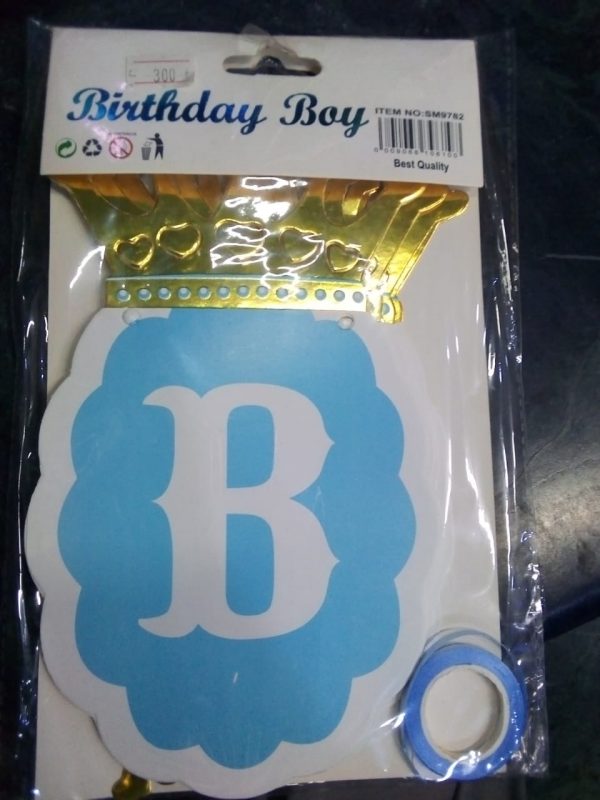 300
Birthday Boy
ITEM NO:SM9782
Best Quality
B